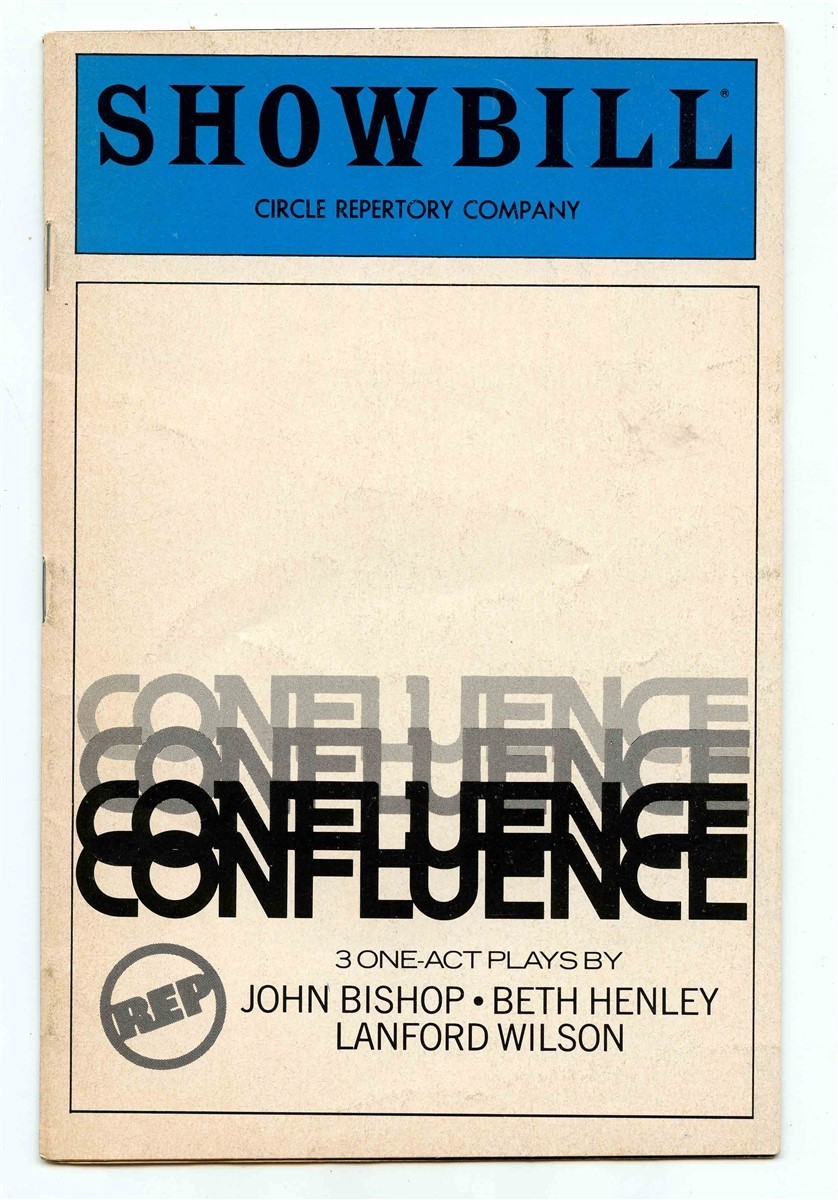 SHOWBILL®
CIRCLE REPERTORY COMPANY
CONFLUENCE
CONFLUENCE
CONFLUENCE
CONFLUENCE
3 ONE-ACT PLAYS BY
REP
JOHN BISHOP • BETH HENLEY
LANFORD WILSON